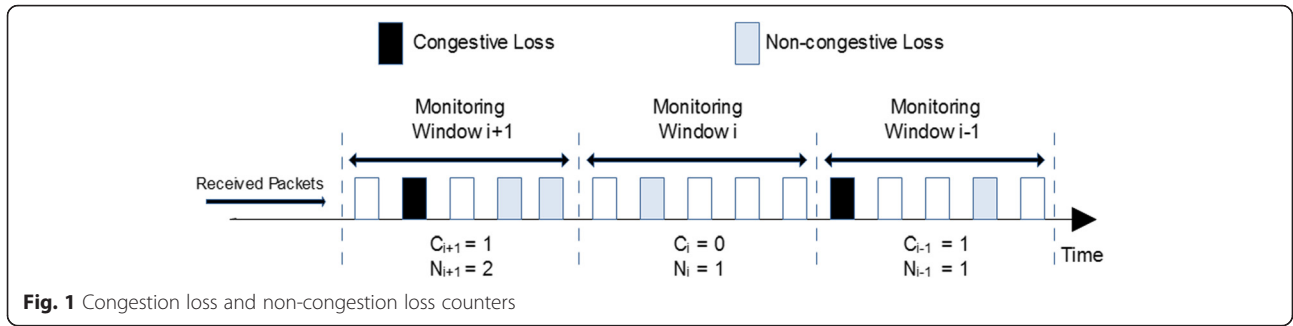 Congestive Loss
Non-congestive Loss
Monitoring
Window i+1
Monitoring
Window i
Monitoring
Window i-1
Received Packets
Ci+1 = 1
Ni+1 = 2
Ci = 0
Ni = 1
Ci-1 = 1
Ni-1 = 1
Time
Fig. 1 Congestion loss and non-congestion loss counters